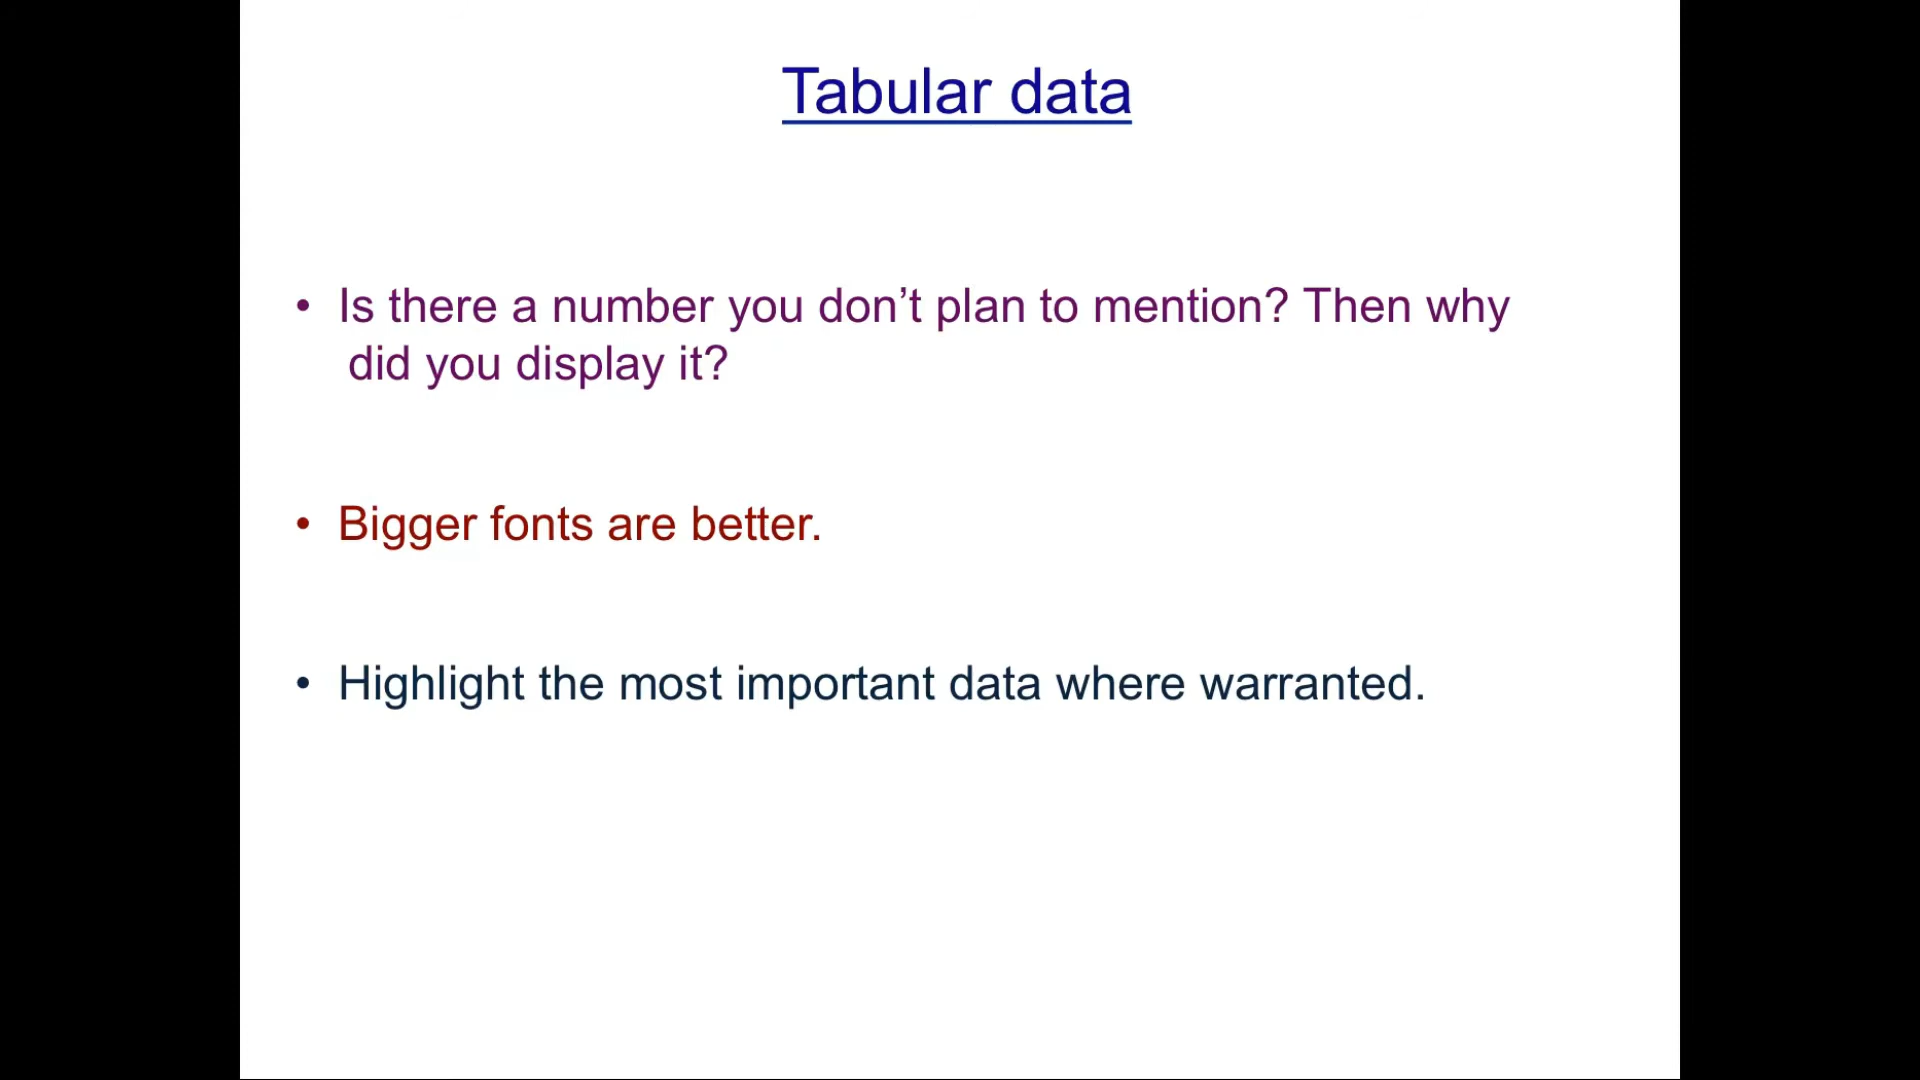 Tabular data
• Is there a number you don’t plan to mention? Then why
did you display it?
• Bigger fonts are better.
• Highlight the most important data where warranted.